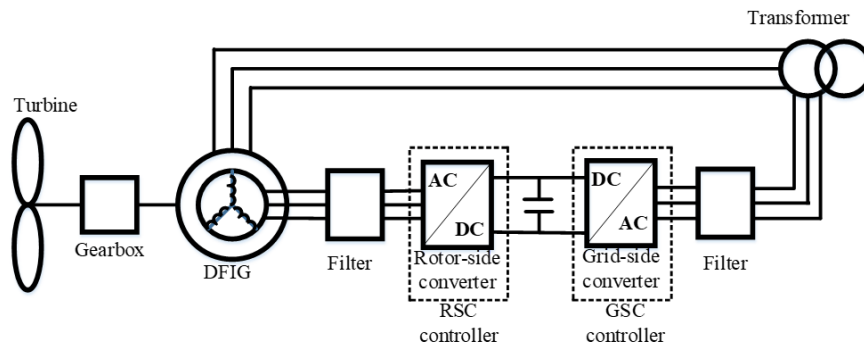 Transformer
Turbine
AC
DC
DC
AC
Gearbox
DFIG
Filter
Rotor-side
converter
Grid-side
converter
Filter
RSC
controller
GSC
controller